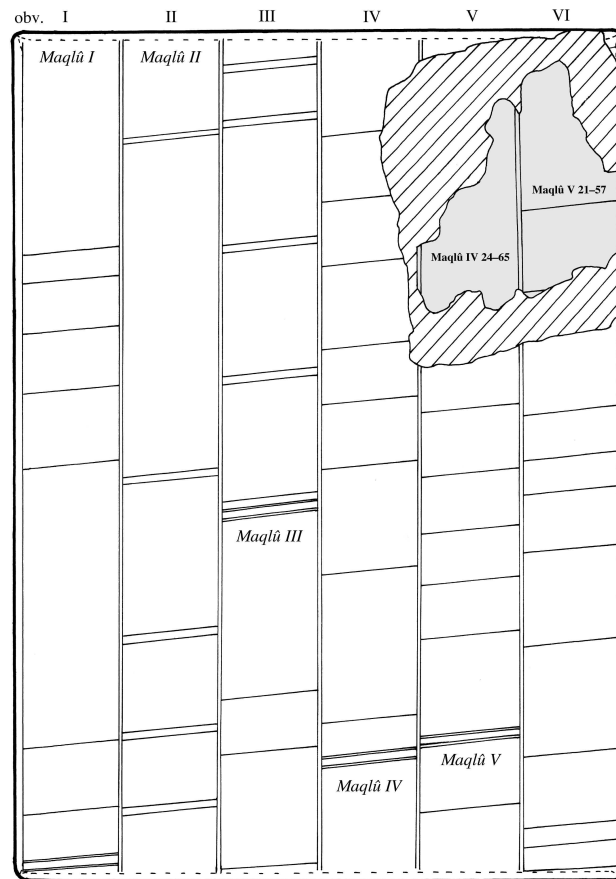 obv. I II III IV V VI
Maqlû I Maqlû II
Maqlû V 21–57
Maqlû IV 24–65
Maqlû III
Maqlû V
Maqlû IV